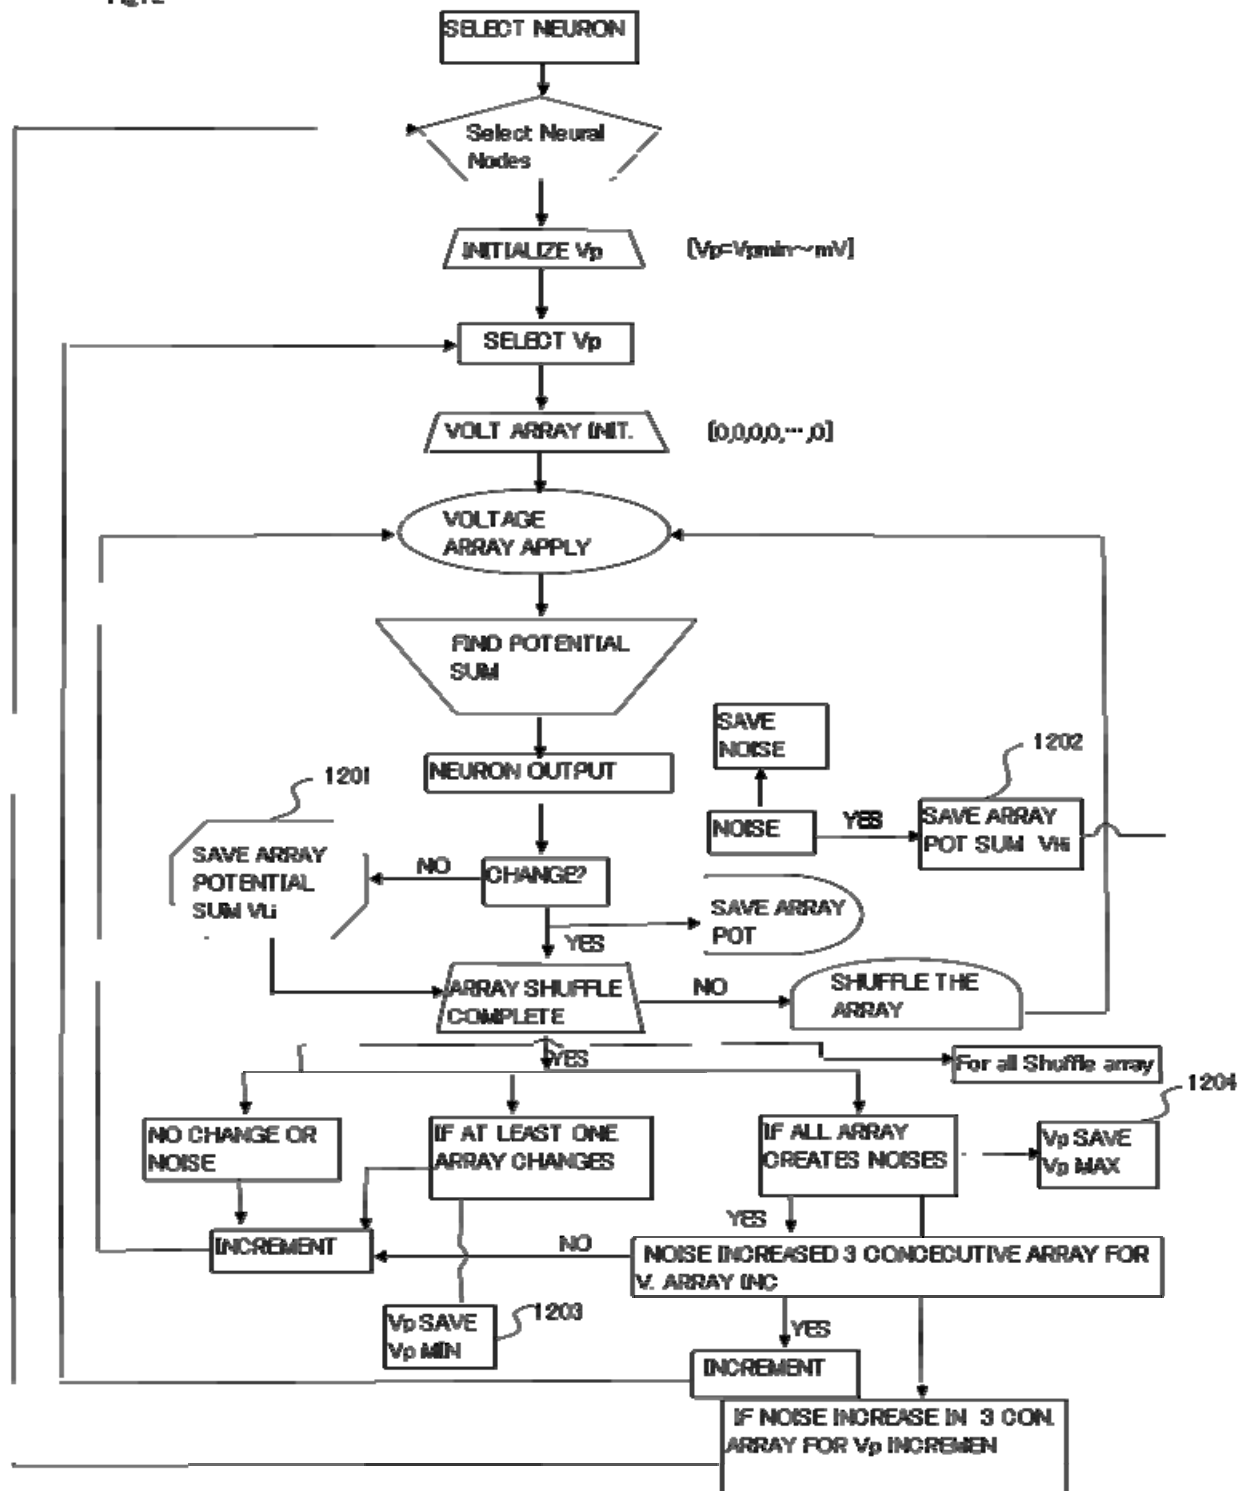 SELECT NEURON
Select Neural
Nodes
INITIALIZE Vp
[Vp=Vpmin～mV]
SELECT Vp
VOLT ARRAY INIT.
[0,0,0,0,…,0]
VOLTAGE
ARRAY APPLY
FIND POTENTIAL
SUM
NEURON OUTPUT
SAVE
NOISE
1202
1201
NOISE
YES
SAVE ARRAY
POT SUM
SAVE ARRAY
POTENTIAL
SUM
NO
CHANGE?
SAVE ARRAY
POT
YES
ARRAY SHUFFLE
COMPLETE
NO
SHUFFLE THE
ARRAY
YES
For all Shuffle array
1204
NO CHANGE OR
NOISE
IF AT LEAST ONE
ARRAY CHANGES
IF ALL ARRAY
CREATES NOISES
Vp SAVE
Vp MAX
YES
INCREMENT
NO
NOISE INCREASED 3 CONCECUTIVE ARRAY FOR
V. ARRAY INC
Vp SAVE
Vp MIN
1203
YES
INCREMENT
IF NOISE INCREASE IN 3 CON.
ARRAY FOR Vp INCREMEN